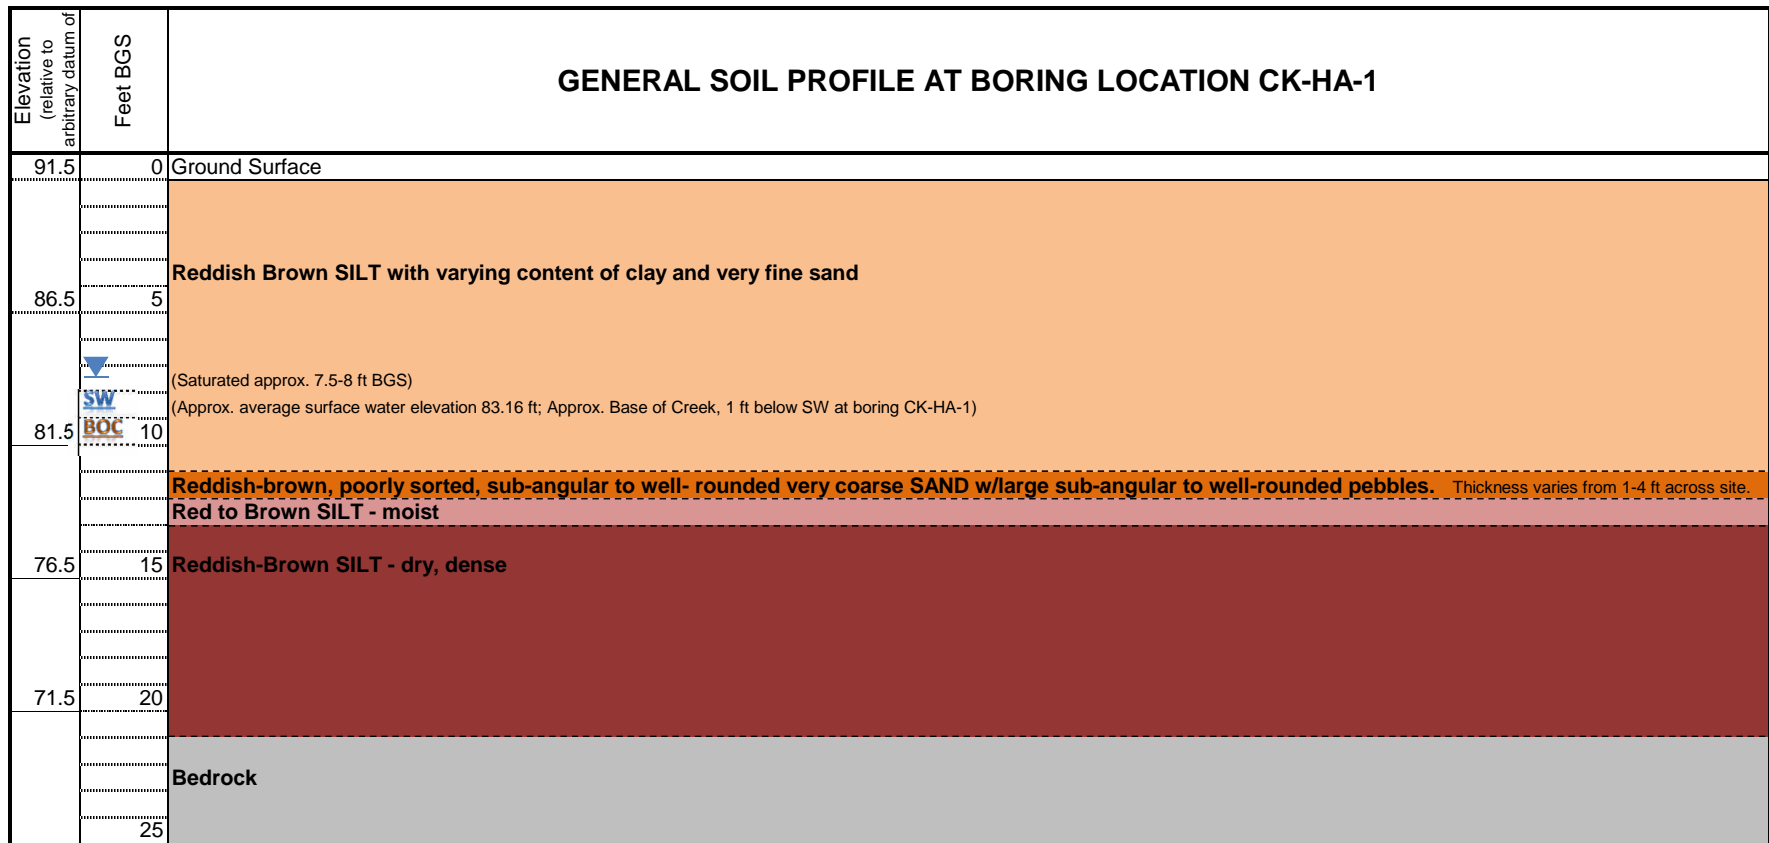 Elevation
(relative to
arbitrary datum of
Feet BGS
GENERAL SOIL PROFILE AT BORING LOCATION CK-HA-1
91.5 0 Ground Surface
Reddish Brown SILT with varying content of clay and very fine sand
86.5 5
(Saturated approx. 7.5-8 ft BGS)
SW
(Approx. average surface water elevation 83.16 ft; Approx. Base of Creek, 1 ft below SW at boring CK-HA-1)
81.5 BOC 10
Reddish-brown, poorly sorted, sub-angular to well- rounded very coarse SAND w/large sub-angular to well-rounded pebbles. Thickness varies from 1-4 ft across site.
Red to Brown SILT - moist
76.5 15 Reddish-Brown SILT - dry, dense
71.5 20
Bedrock
25